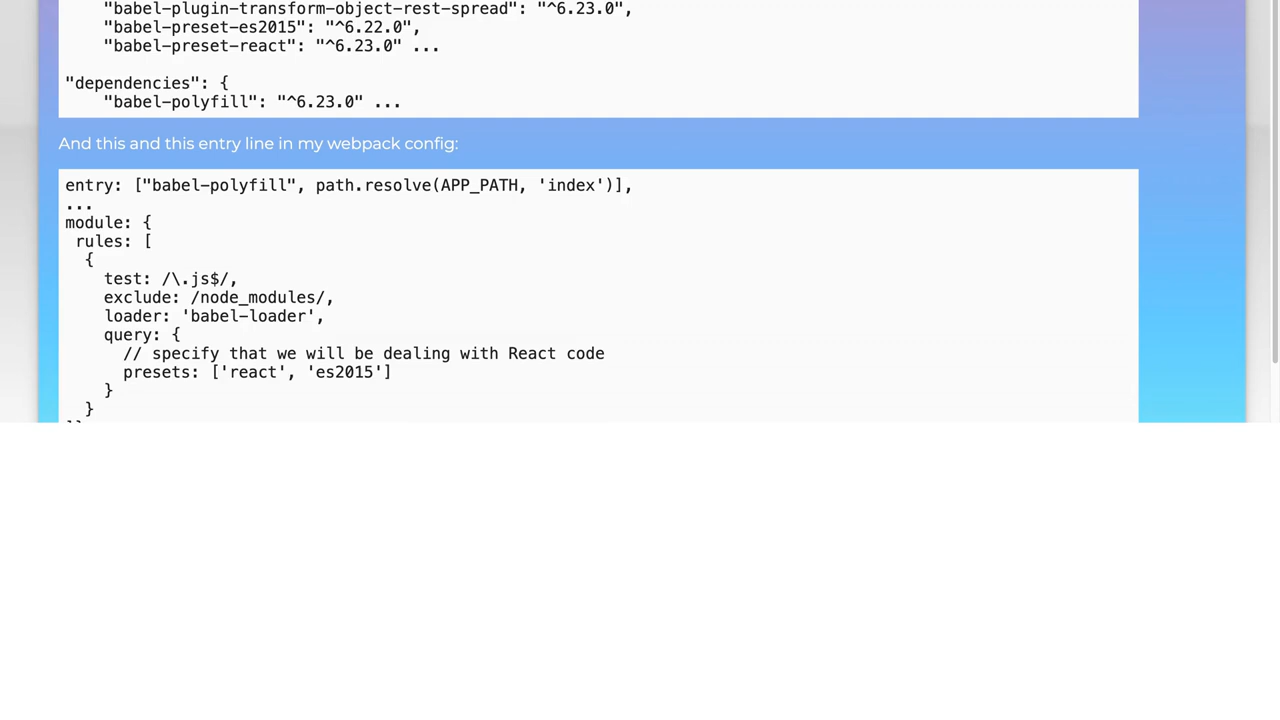 "babel-plugin-transform-object-rest-spread": "^6.23.0",
"babel-preset-es2015": "^6.22.0",
"babel-preset-react": "^6.23.0" ...
"dependencies": {
"babel-polyfill": "^6.23.0" ...
And this and this entry line in my webpack config:
entry: ["babel-polyfill", path.resolve(APP_PATH, 'index')],
...
module: {
rules: [
{
test: /\.js$/,
exclude: /node_modules/,
loader: 'babel-loader',
query: {
// specify that we will be dealing with React code
presets: ['react', 'es2015']
}
}